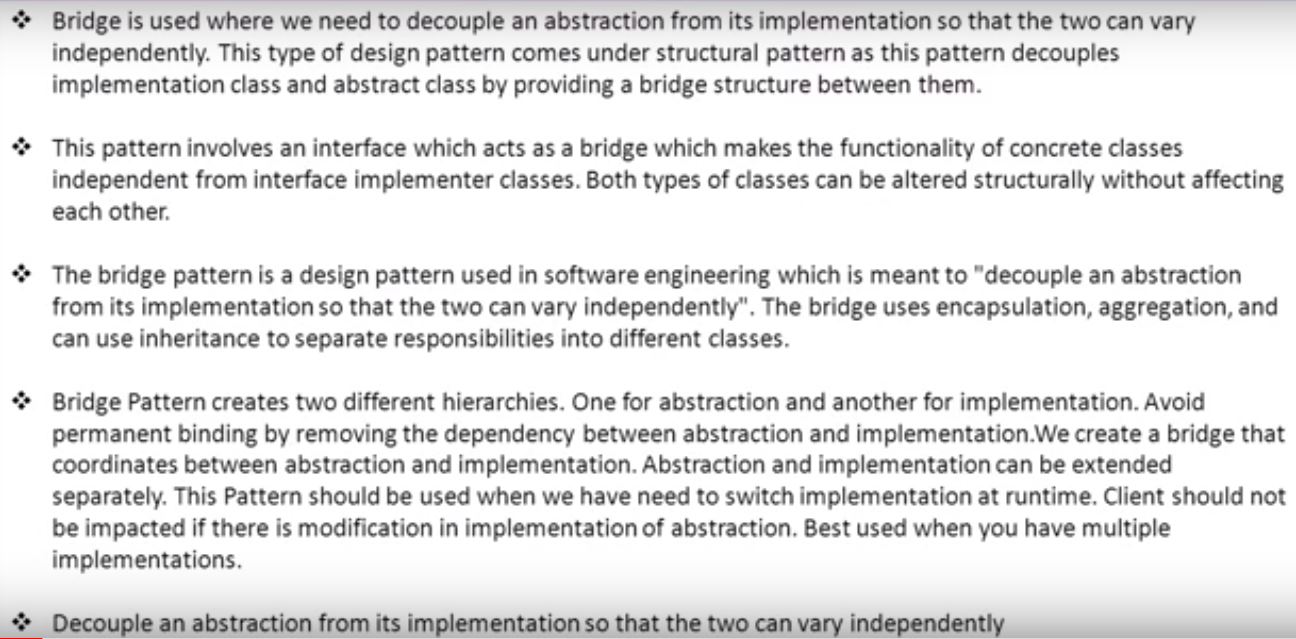 ❖ Bridge is used where we need to decouple an abstraction from its implementation so that the two can vary
independently. This type of design pattern comes under structural pattern as this pattern decouples
implementation class and abstract class by providing a bridge structure between them.
❖ This pattern involves an interface which acts as a bridge which makes the functionality of concrete classes
independent from interface implementer classes. Both types of classes can be altered structurally without affecting
each other.
❖ The bridge pattern is a design pattern used in software engineering which is meant to "decouple an abstraction
from its implementation so that the two can vary independently". The bridge uses encapsulation, aggregation, and
can use inheritance to separate responsibilities into different classes.
❖ Bridge Pattern creates two different hierarchies. One for abstraction and another for implementation. Avoid
permanent binding by removing the dependency between abstraction and implementation.We create a bridge that
coordinates between abstraction and implementation. Abstraction and implementation can be extended
separately. This Pattern should be used when we have need to switch implementation at runtime. Client should not
be impacted if there is modification in implementation of abstraction. Best used when you have multiple
implementations.
❖ Decouple an abstraction from its implementation so that the two can vary independently